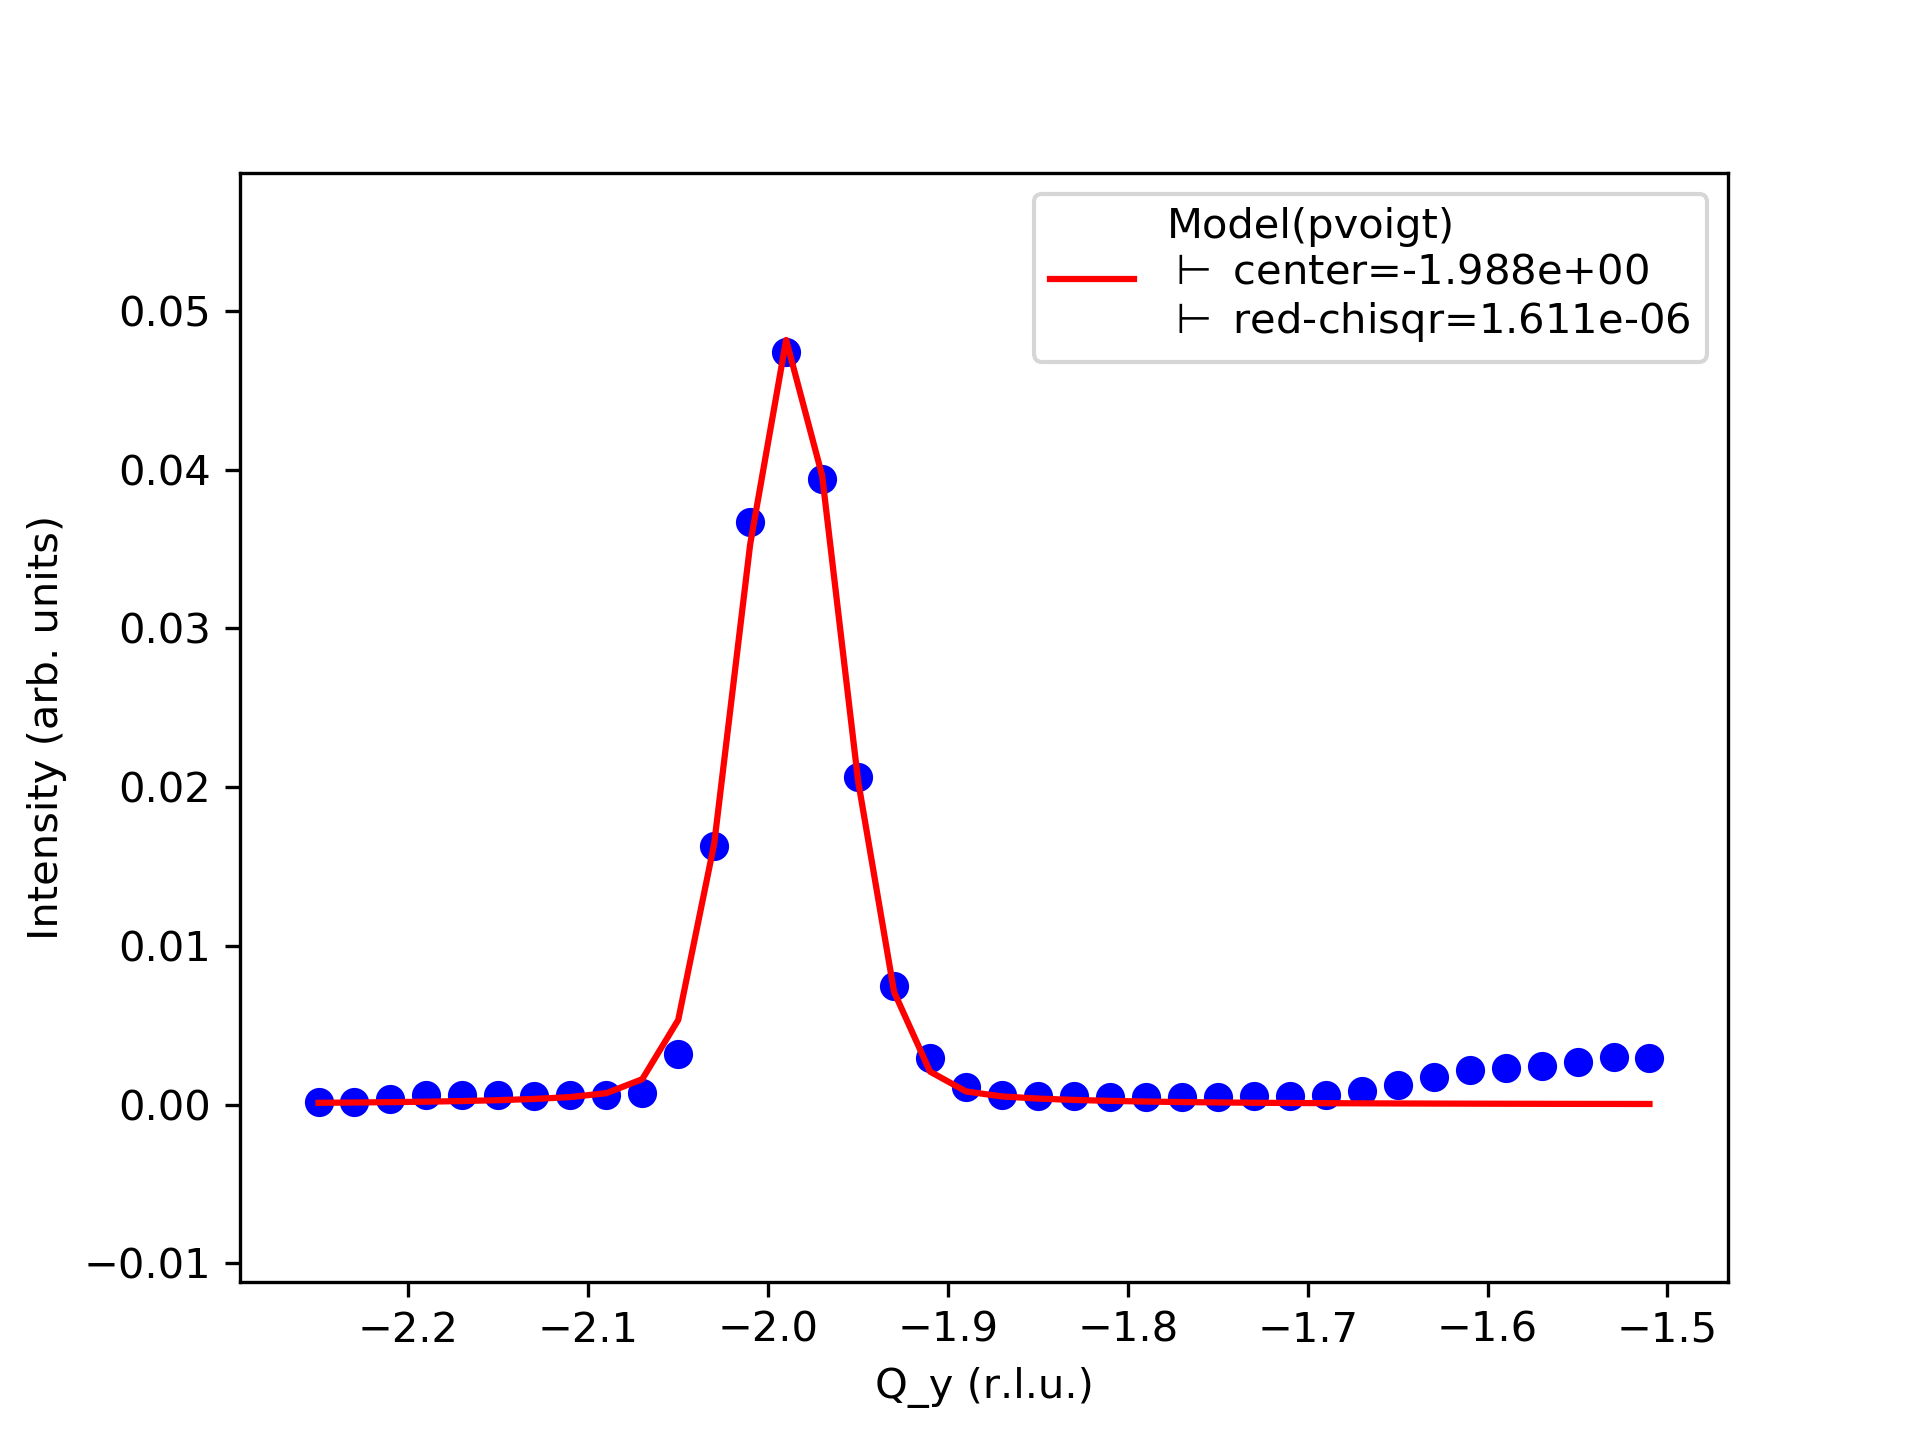 Model(pvoigt)
⊢ center=-1.988e+00
⊢ red-chisqr=1.611e-06
0.05
0.04
0.03
0.02
0.01
0.00
−0.01
Intensity (arb. units)
−2.2 −2.1 −2.0 −1.9 −1.8 −1.7 −1.6 −1.5
Q_y (r.l.u.)